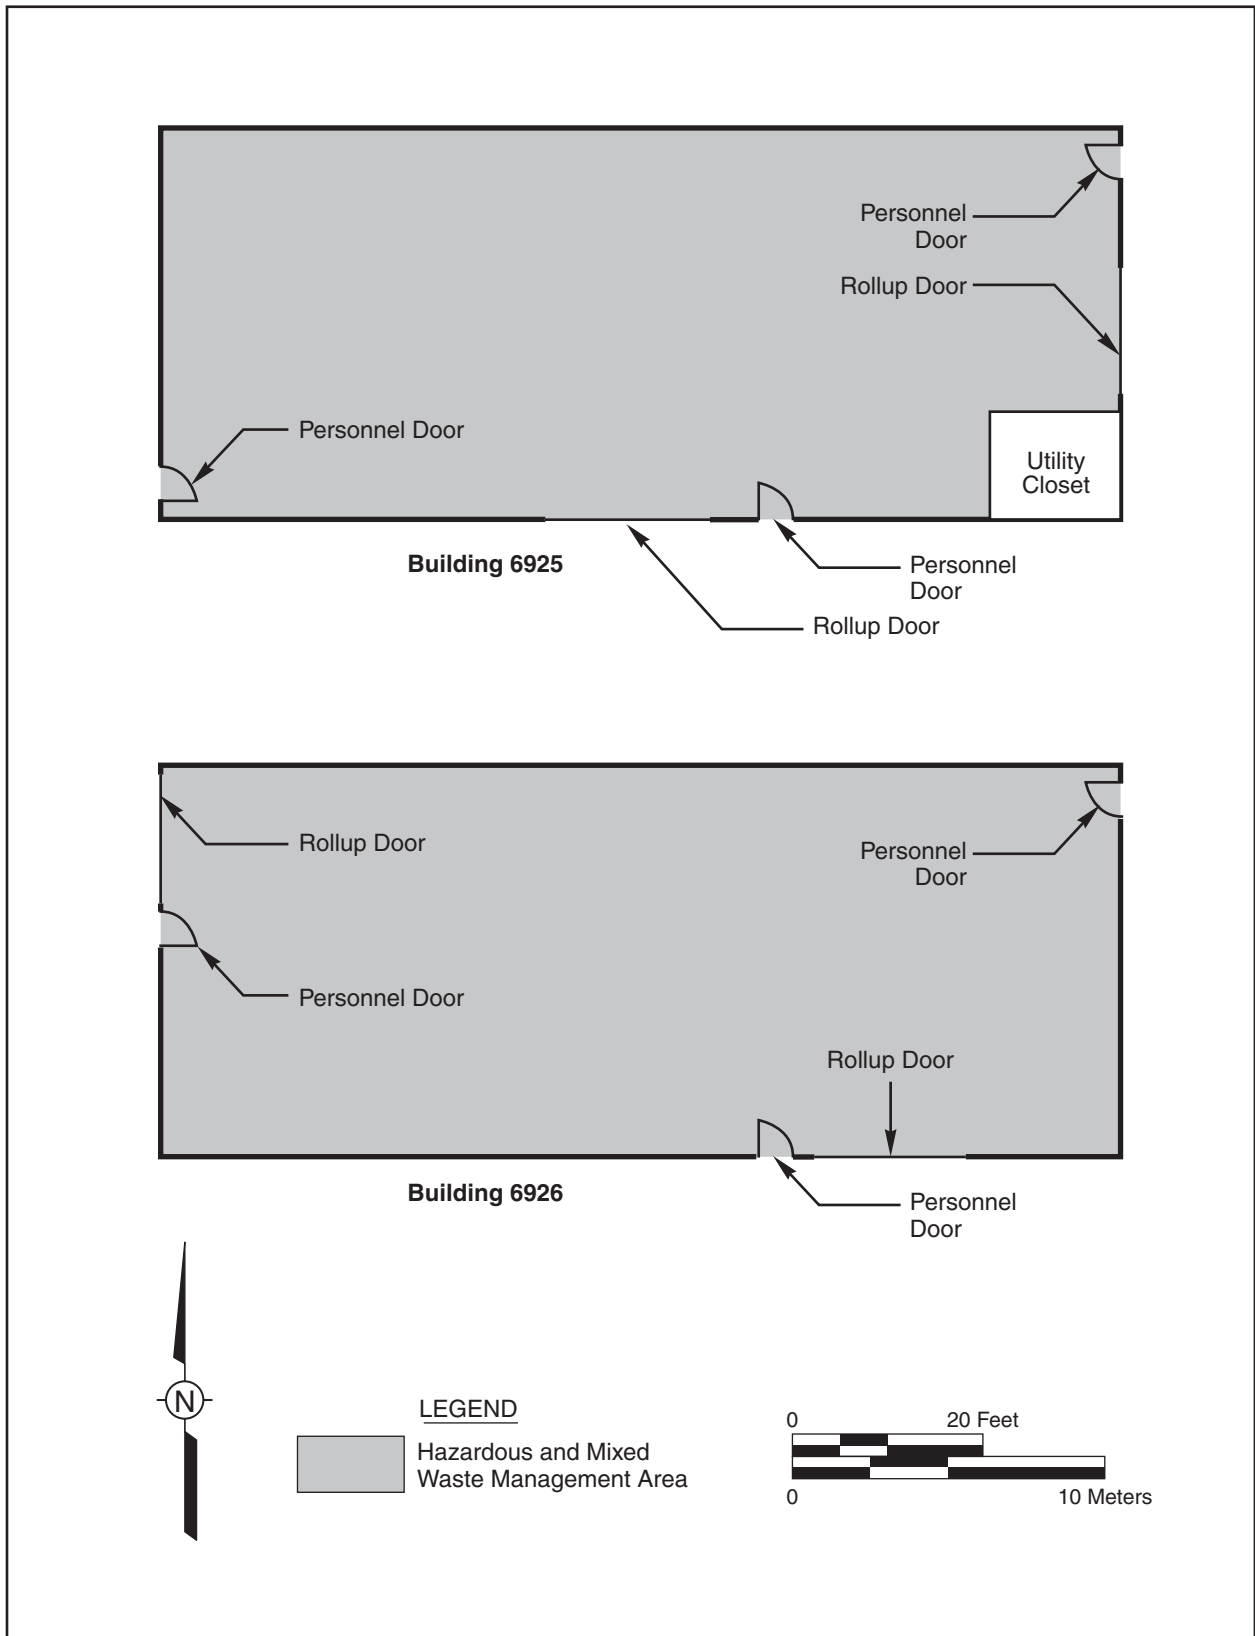 Personnel
Door
Rollup Door
Personnel Door
Utility
Closet
Building 6925
Personnel
Door
Rollup Door
Rollup Door
Personnel
Door
Personnel Door
Rollup Door
Building 6926
Personnel
Door
N
LEGEND
Hazardous and Mixed
Waste Management Area
0 20 Feet
0 10 Meters